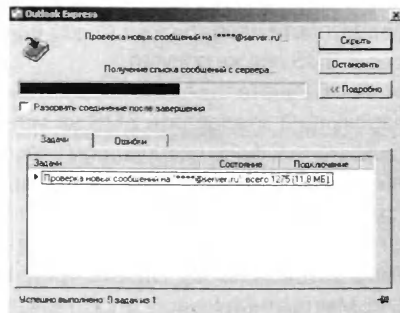 Outlook Express
Проверка новых сообщений на '****@server.ru'...
Скрыть
Получение списка сообщений с сервера...
Остановить
<< Подробно
Разорвать соединение после завершения
Задачи
Ошибки
Задачи Состояние Подключение
Проверка новых сообщений на '****@server.ru' всего 1275 [11,8 МБ]
Успешно выполнено: 0 задач из 1